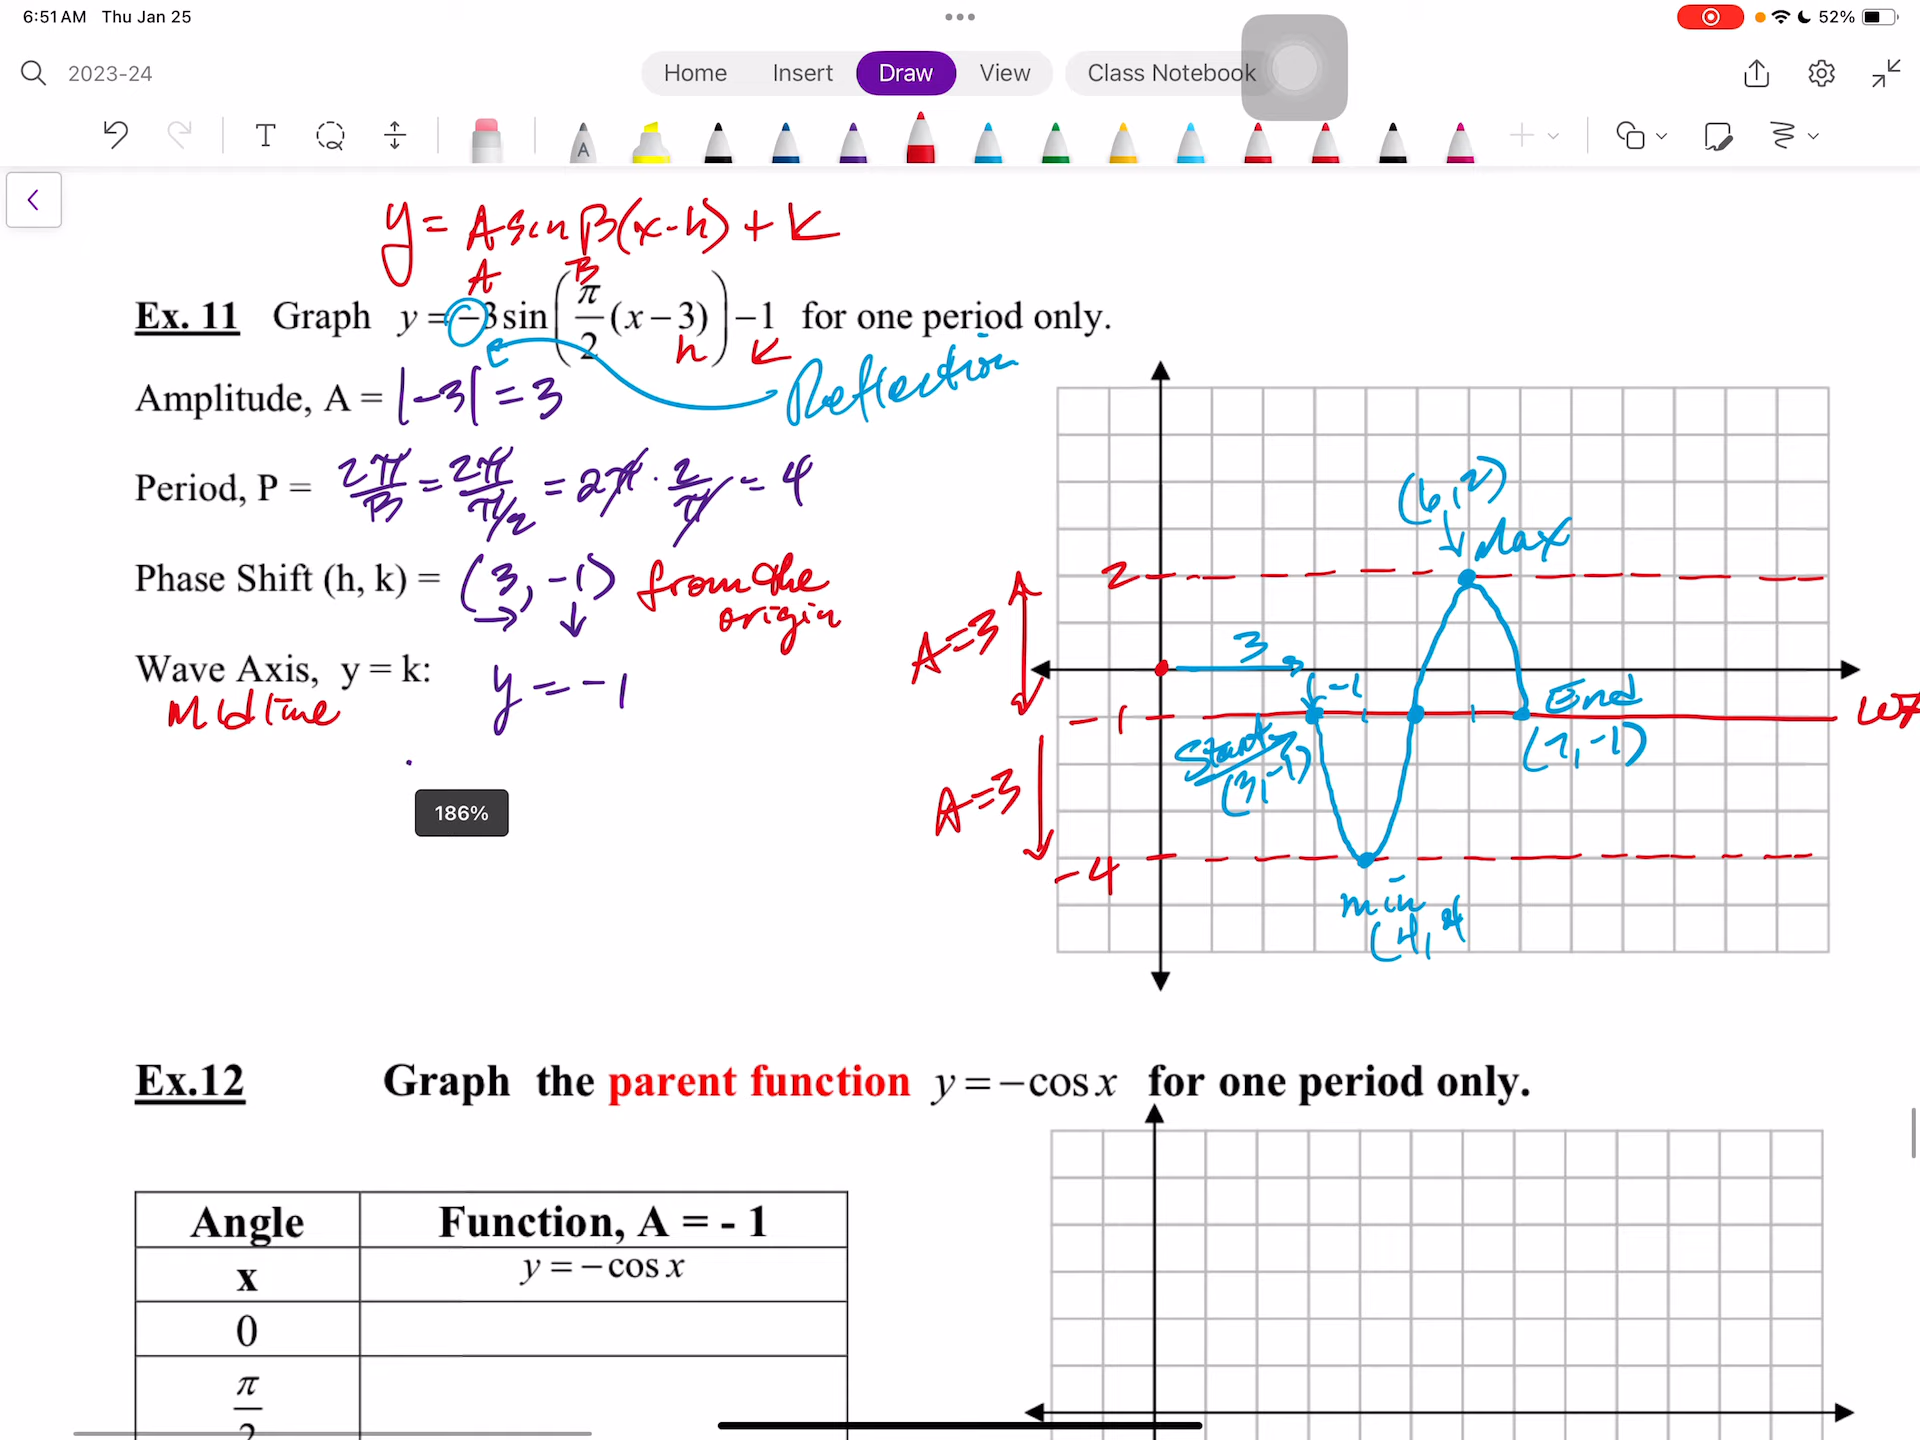 6:51 AM Thu Jan 25
52%
2023-24
Home Insert Draw View Class Notebook
A
y = A sin B(x-h) + K
A B
Ex. 11 Graph y = -3 sin(π/2 (x − 3)) − 1 for one period only.
h K
Reflection
Amplitude, A = |-3| = 3
Period, P = 2π/B = 2π/π/2 = 2π · 2/π = 4
Phase Shift (h, k) = (3, -1) from the
origin
Wave Axis, y = k: y = -1
Midline
186%
(6, 2)
Max
2
A=3
3
-1
-1
End
(7, -1)
Start
(3, -1)
A=3
-4
min
(4,
Ex.12 Graph the parent function y = −cos x for one period only.
Angle Function, A = - 1
x y = − cos x
0
π
2